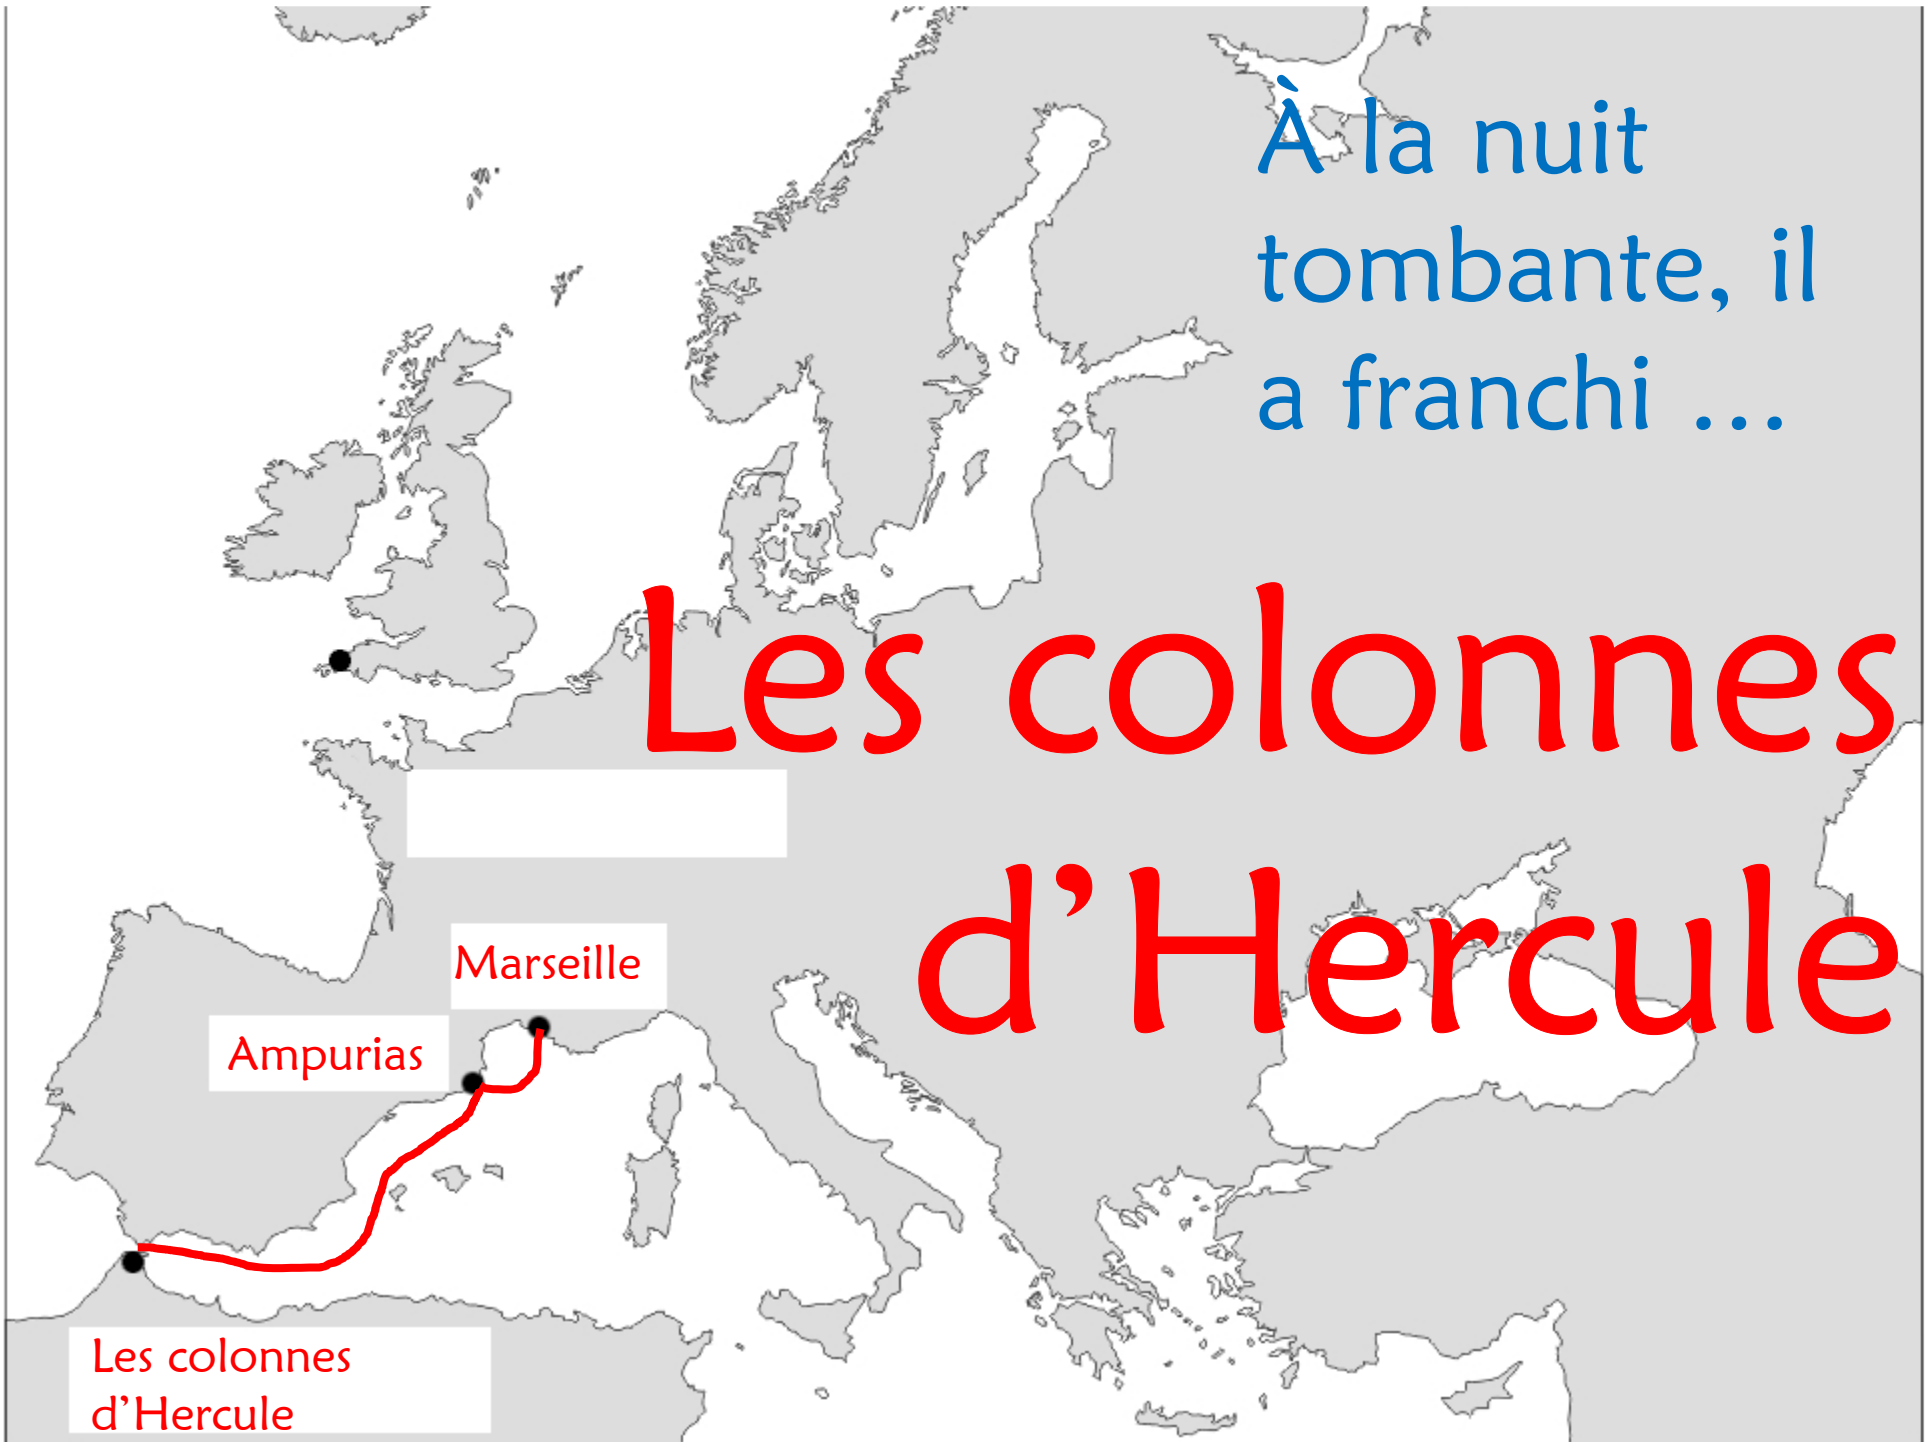 À la nuit
tombante, il
a franchi ...
Les colonnes
d'Hercule
Marseille
Ampurias
Les colonnes
d'Hercule